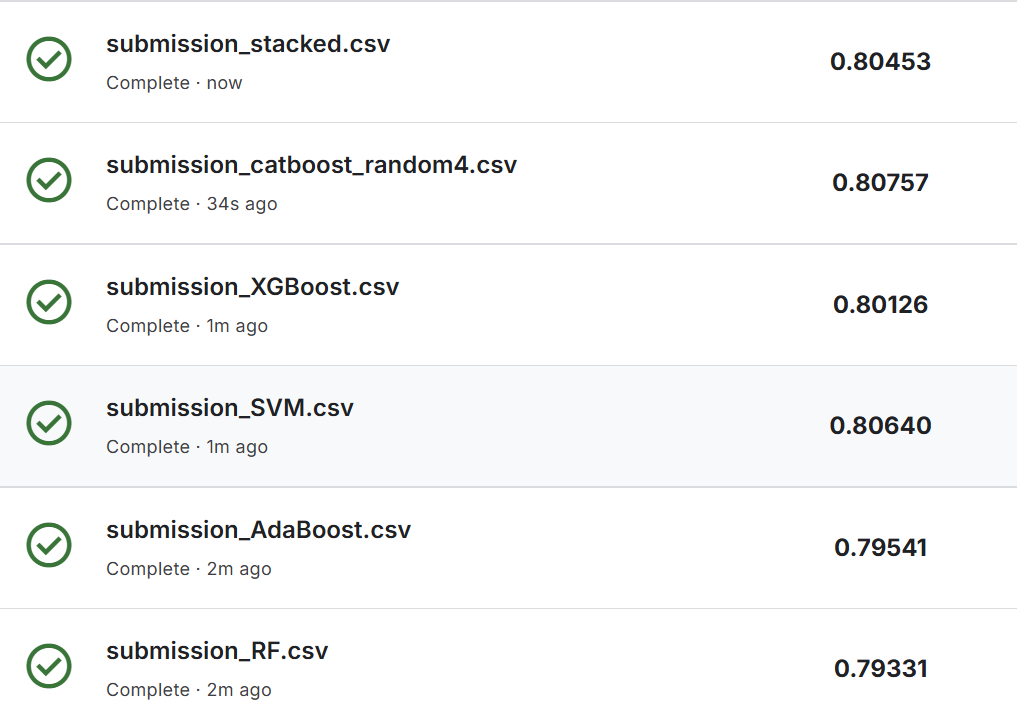 submission_stacked.csv
0.80453
Complete · now
submission_catboost_random4.csv
0.80757
Complete · 34s ago
submission_XGBoost.csv
0.80126
Complete · 1m ago
submission_SVM.csv
0.80640
Complete · 1m ago
submission_AdaBoost.csv
0.79541
Complete · 2m ago
submission_RF.csv
0.79331
Complete · 2m ago